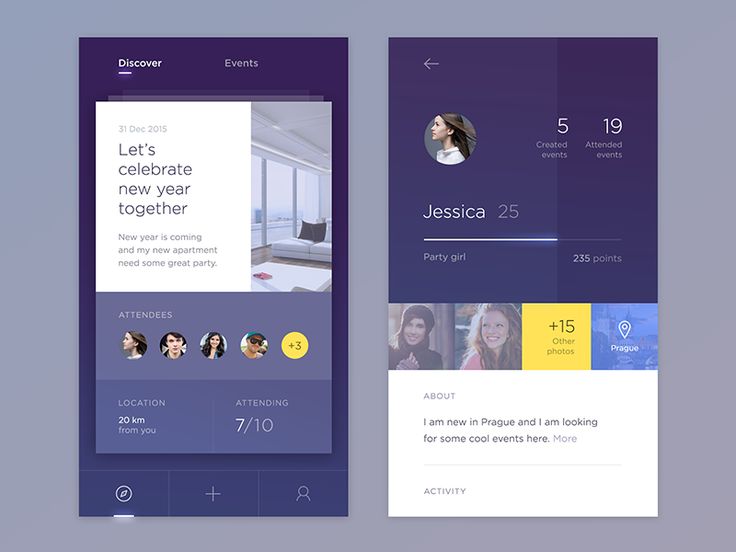 Discover
Events
31 Dec 2015
Let's
celebrate
new year
together
New year is coming
and my new apartment
need some great party.
ATTENDEES
+3
LOCATION
20 km
from you
ATTENDING
7/10
5
Created
events
19
Attended
events
Jessica 25
Party girl
235 points
+15
Other
photos
Prague
ABOUT
I am new in Prague and I am looking
for some cool events here. More
ACTIVITY